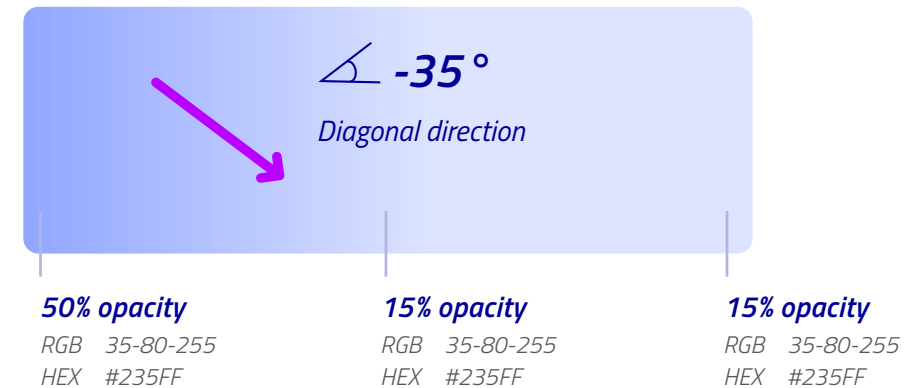 -35°
Diagonal direction
50% opacity
RGB 35-80-255
HEX #235FF
15% opacity
RGB 35-80-255
HEX #235FF
15% opacity
RGB 35-80-255
HEX #235FF